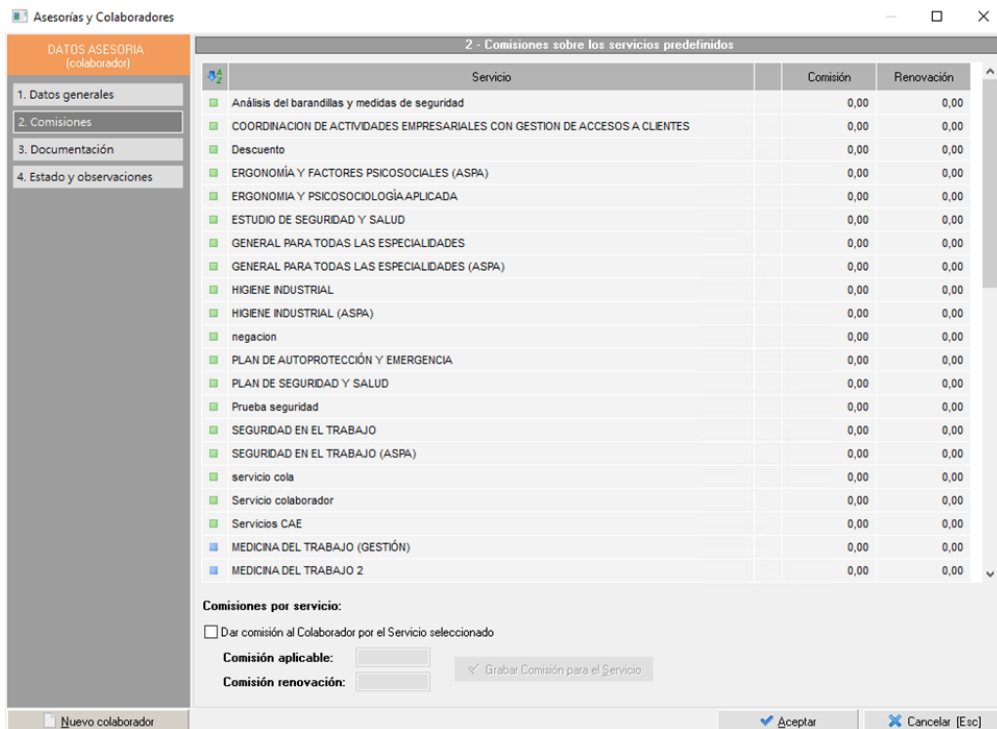 Asesorías y Colaboradores
DATOS ASESORIA
(colaborador)
1. Datos generales
2. Comisiones
3. Documentación
4. Estado y observaciones
2 - Comisiones sobre los servicios predefinidos
Servicio Comisión Renovación
Análisis del barandillas y medidas de seguridad 0,00 0,00
COORDINACION DE ACTIVIDADES EMPRESARIALES CON GESTION DE ACCESOS A CLIENTES 0,00 0,00
Descuento 0,00 0,00
ERGONOMÍA Y FACTORES PSICOSOCIALES (ASPA) 0,00 0,00
ERGONOMIA Y PSICOSOCIOLOGÍA APLICADA 0,00 0,00
ESTUDIO DE SEGURIDAD Y SALUD 0,00 0,00
GENERAL PARA TODAS LAS ESPECIALIDADES 0,00 0,00
GENERAL PARA TODAS LAS ESPECIALIDADES (ASPA) 0,00 0,00
HIGIENE INDUSTRIAL 0,00 0,00
HIGIENE INDUSTRIAL (ASPA) 0,00 0,00
negacion 0,00 0,00
PLAN DE AUTOPROTECCIÓN Y EMERGENCIA 0,00 0,00
PLAN DE SEGURIDAD Y SALUD 0,00 0,00
Prueba seguridad 0,00 0,00
SEGURIDAD EN EL TRABAJO 0,00 0,00
SEGURIDAD EN EL TRABAJO (ASPA) 0,00 0,00
servicio cola 0,00 0,00
Servicio colaborador 0,00 0,00
Servicios CAE 0,00 0,00
MEDICINA DEL TRABAJO (GESTIÓN) 0,00 0,00
MEDICINA DEL TRABAJO 2 0,00 0,00
Comisiones por servicio:
Dar comisión al Colaborador por el Servicio seleccionado
Comisión aplicable:
Comisión renovación:
Grabar Comisión para el Servicio
Nuevo colaborador
Aceptar
Cancelar [Esc]